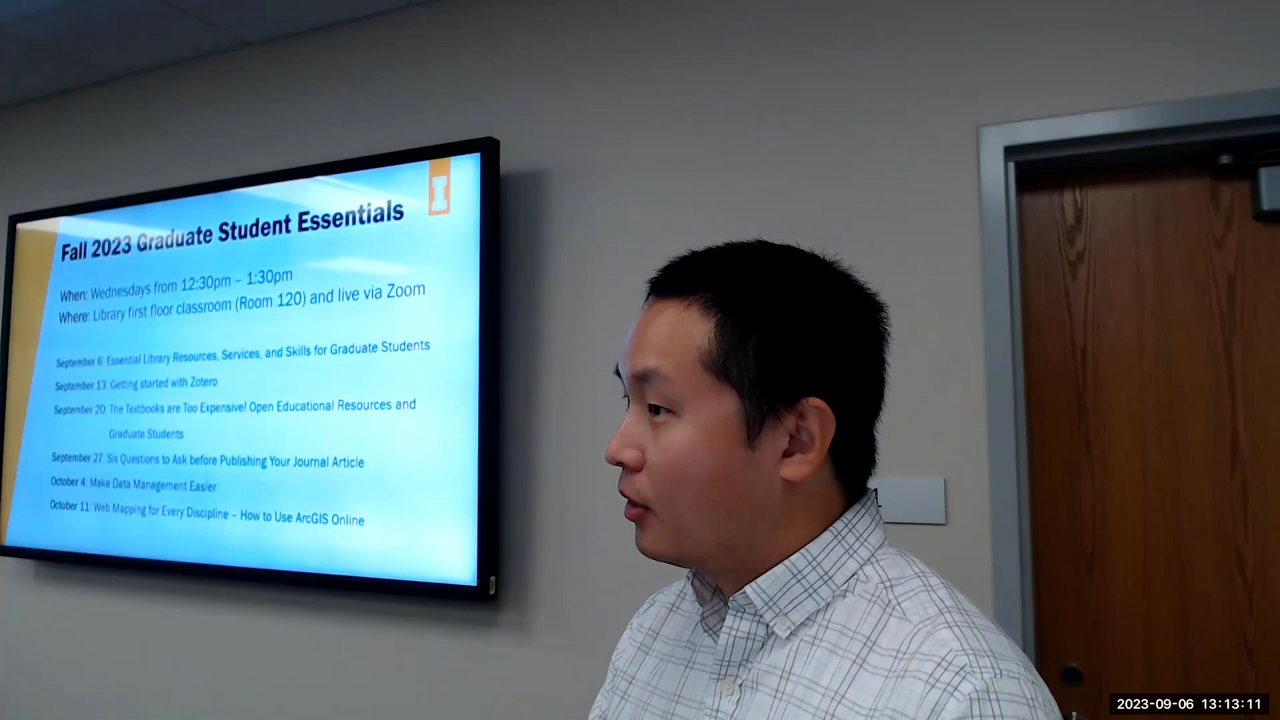 I
Fall 2023 Graduate Student Essentials
When: Wednesdays from 12:30pm – 1:30pm
Where: Library first floor classroom (Room 120) and live via Zoom
September 6: Essential Library Resources, Services, and Skills for Graduate Students
September 13: Getting started with Zotero
September 20: The Textbooks are Too Expensive! Open Educational Resources and
Graduate Students
September 27: Six Questions to Ask before Publishing Your Journal Article
October 4: Make Data Management Easier
October 11: Web Mapping for Every Discipline – How to Use ArcGIS Online
2023-09-06 13:13:11